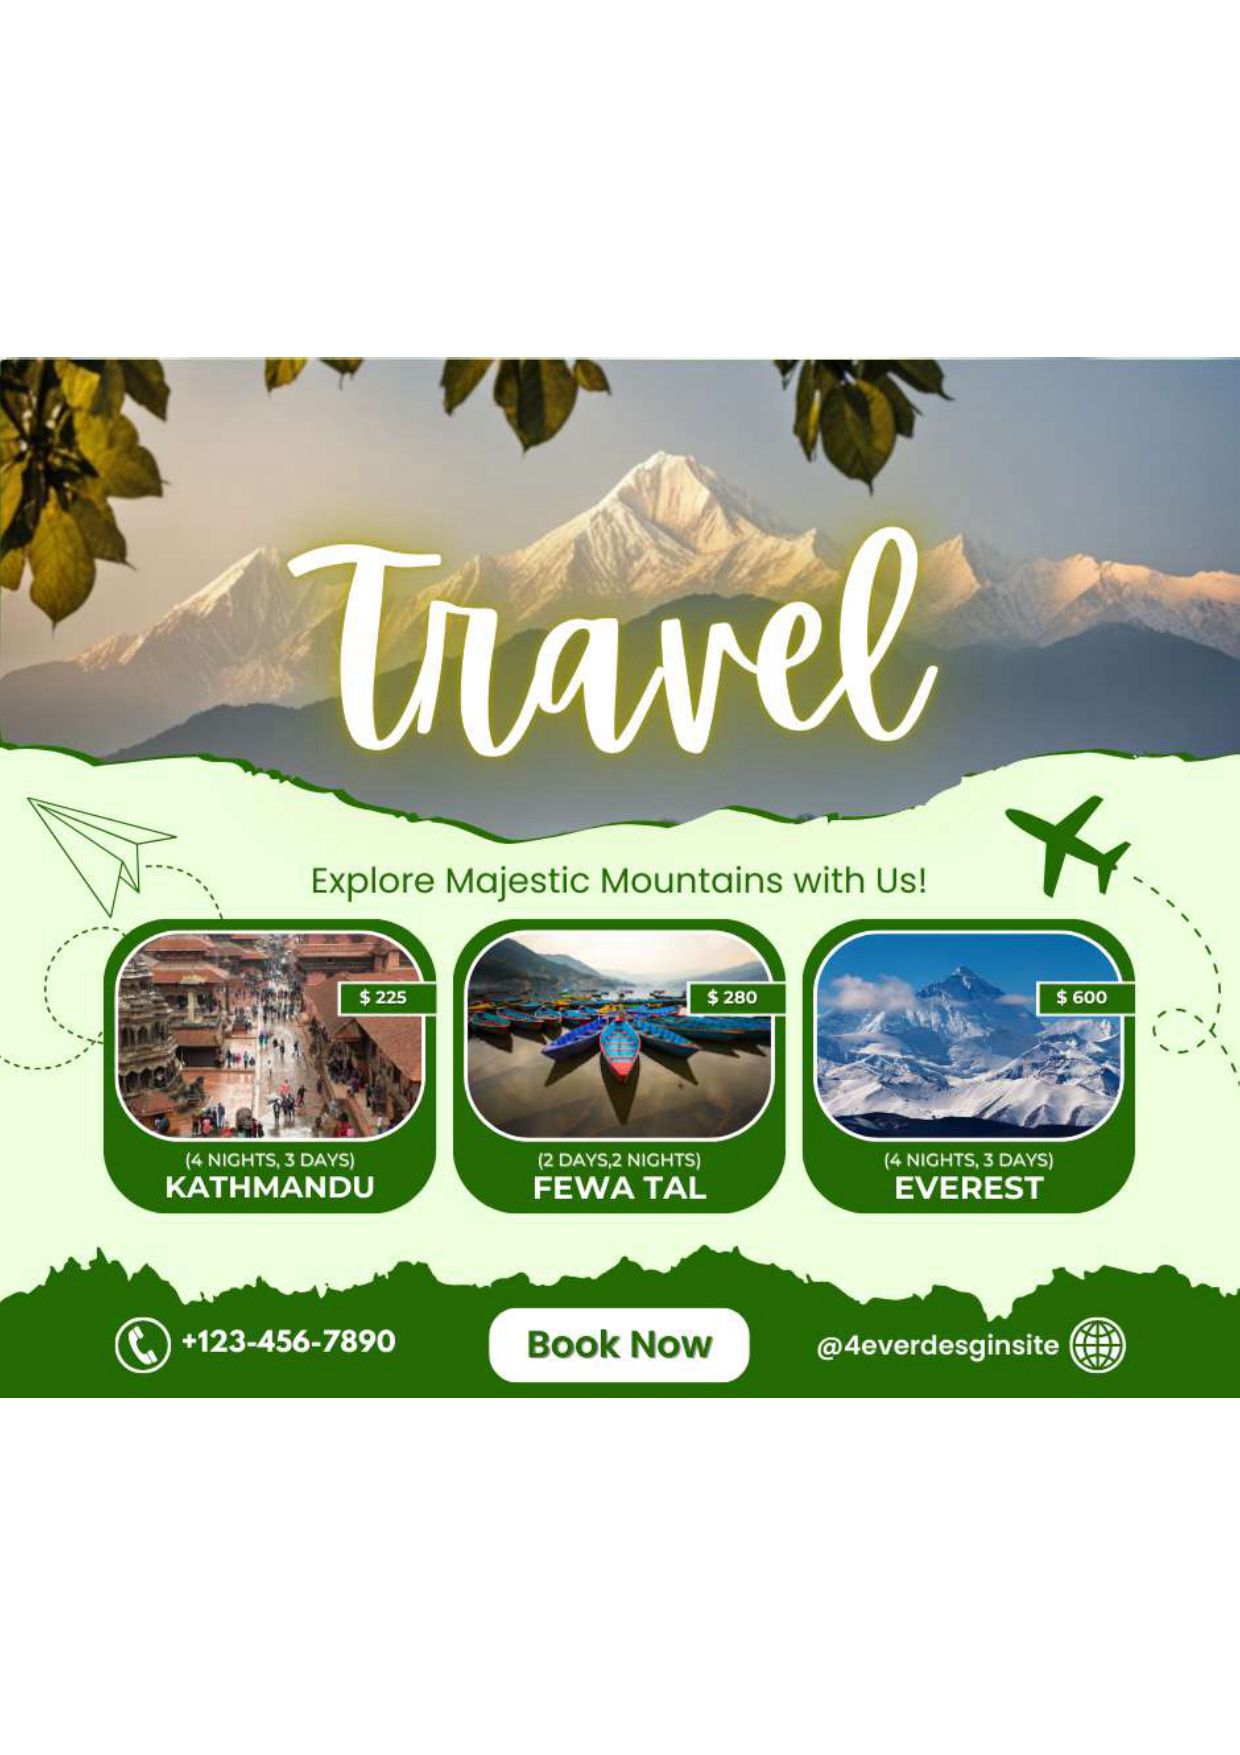 Travel
Explore Majestic Mountains with Us!
$ 225
$ 280
$ 600
(4 NIGHTS, 3 DAYS)
KATHMANDU
(2 DAYS,2 NIGHTS)
FEWA TAL
(4 NIGHTS, 3 DAYS)
EVEREST
+123-456-7890
Book Now
@4everdesginsite